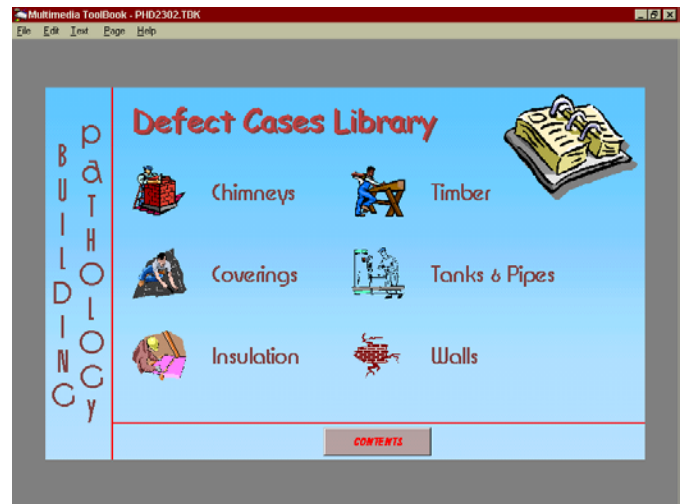 Multimedia ToolBook - PHD2302.TBK
File Edit Text Page Help
BUILDING
PATHOLOGY
Defect Cases Library
Chimneys Timber
Coverings Tanks & Pipes
Insulation Walls
CONTENTS